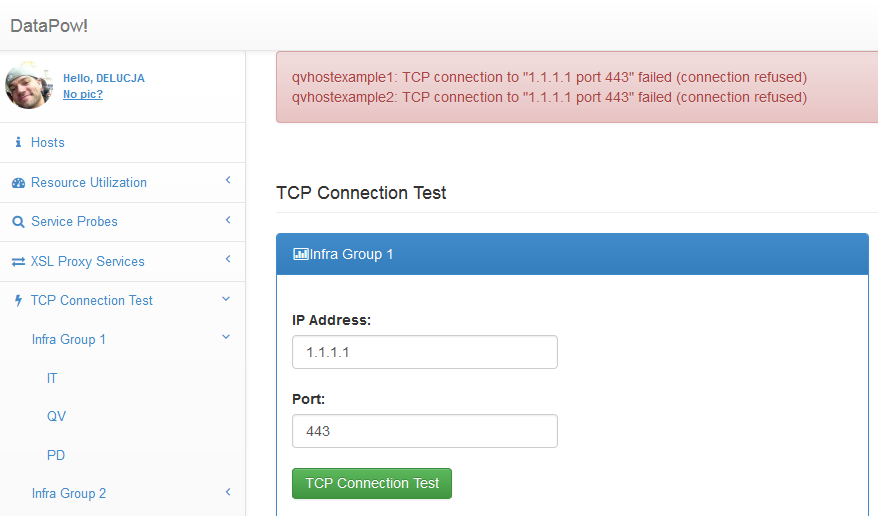 DataPow!
Hello, DELUCJA
No pic?
Hosts
Resource Utilization
Service Probes
XSL Proxy Services
TCP Connection Test
Infra Group 1
IT
QV
PD
Infra Group 2
qvhostexample1: TCP connection to "1.1.1.1 port 443" failed (connection refused)
qvhostexample2: TCP connection to "1.1.1.1 port 443" failed (connection refused)
TCP Connection Test
Infra Group 1
IP Address:
1.1.1.1
Port:
443
TCP Connection Test